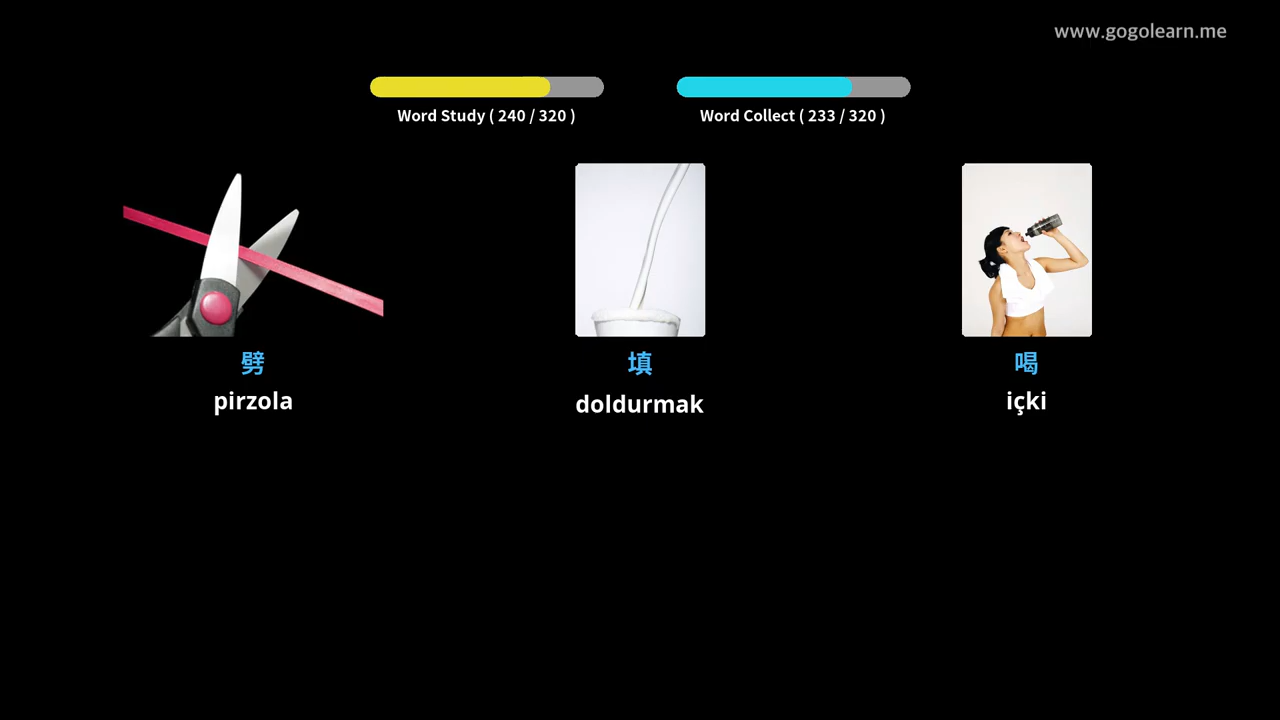 www.gogolearn.me
Word Study ( 240 / 320 )
Word Collect ( 233 / 320 )
劈
填
喝
pirzola
doldurmak
içki